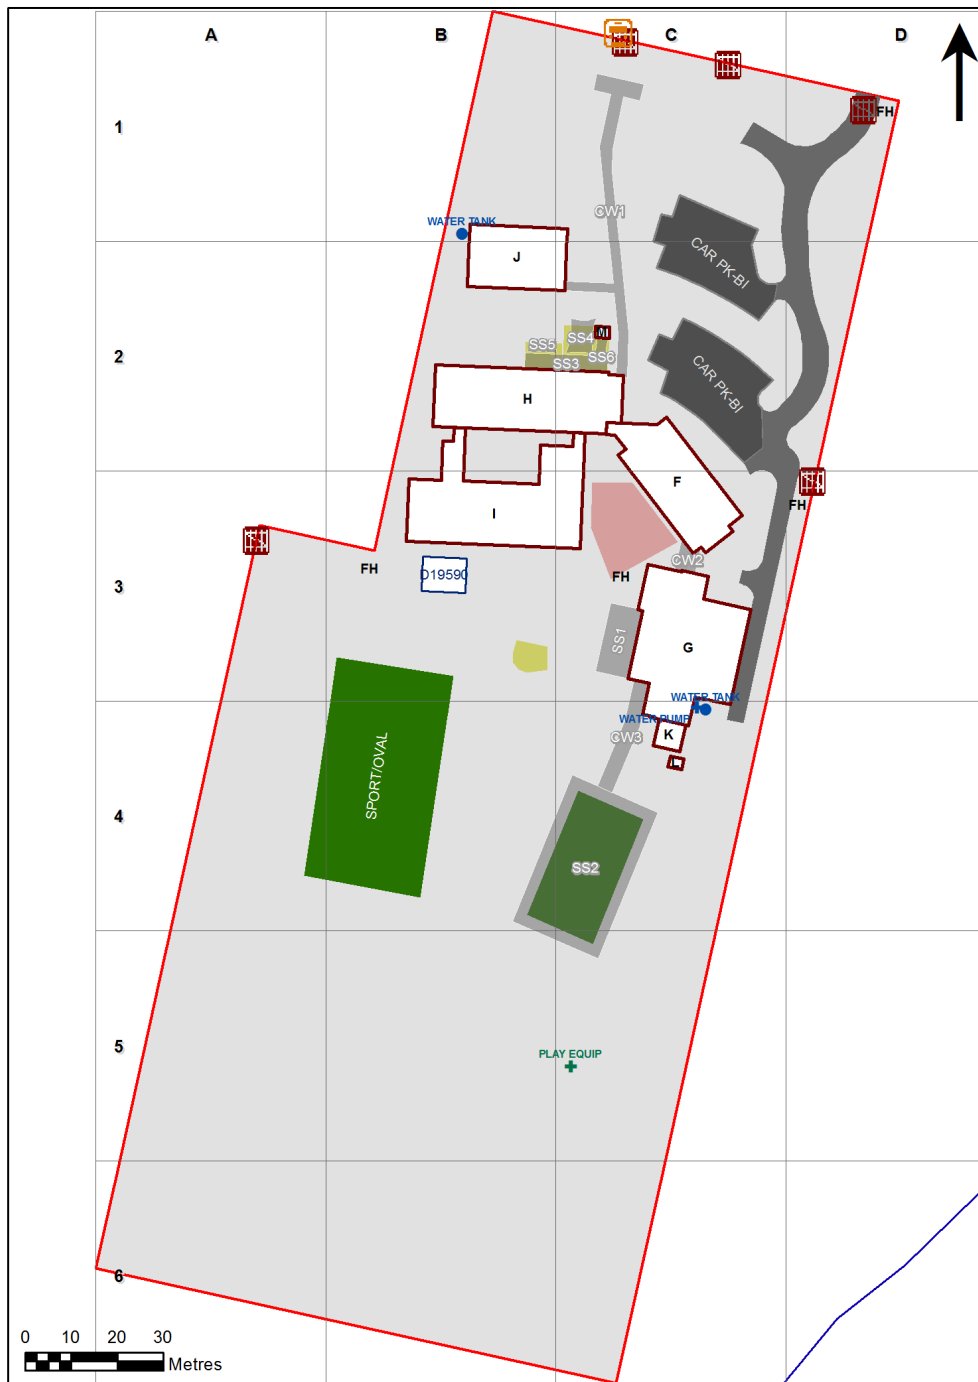 A B C D
1
FH
CW1
WATER TANK
J
CAR PK-BI
M
SS4
SS5
2
SS6
SS3
CAR PK-BI
H
F
FH
I
CW2
FH
FH
D19590
3
SS1
G
WATER TANK
WATER PUMP
K
CW3
L
SPORT/OVAL
4
SS2
5
PLAY EQUIP
6
0 10 20 30
Metres